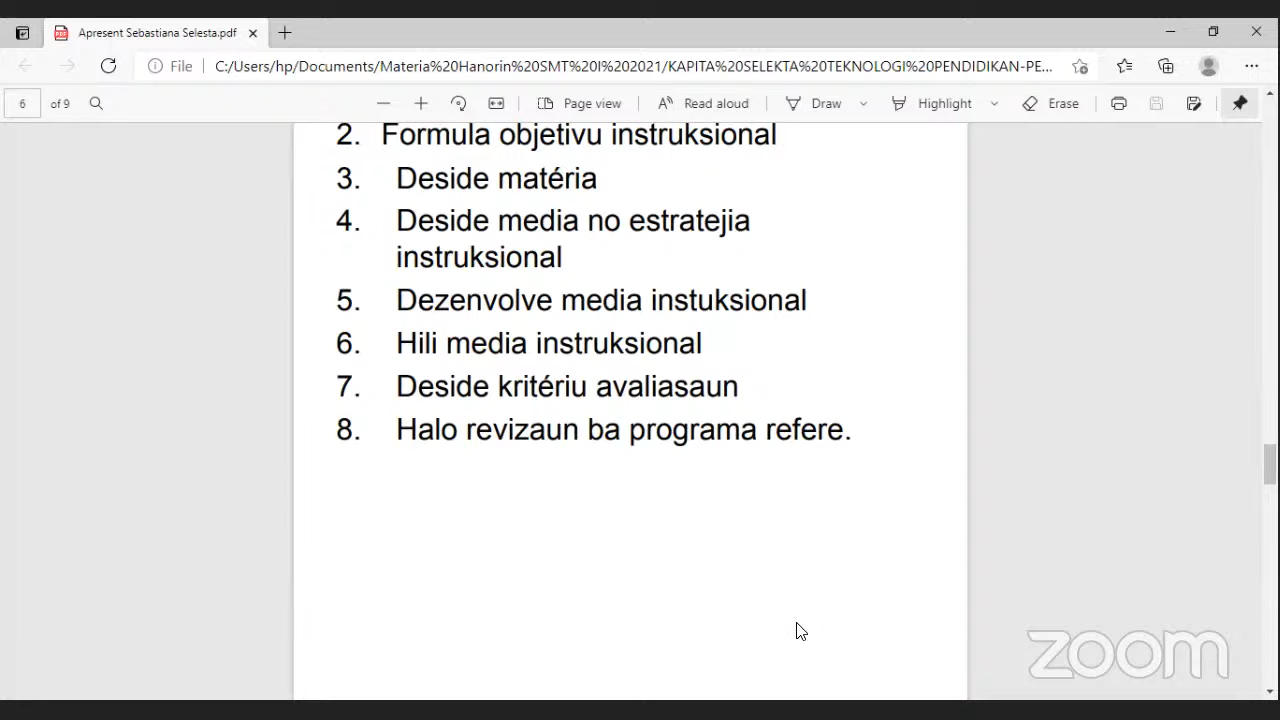 Apresent Sebastiana Selesta.pdf
File C:/Users/hp/Documents/Materia%20Hanorin%20SMT%20I%202021/KAPITA%20SELEKTA%20TEKNOLOGI%20PENDIDIKAN-PE...
6 of 9 Page view Read aloud Draw Highlight Erase
2. Formula objetivu instruksional
3. Deside matéria
4. Deside media no estratejia
instruksional
5. Dezenvolve media instuksional
6. Hili media instruksional
7. Deside kritériu avaliasaun
8. Halo revizaun ba programa refere.
zoom